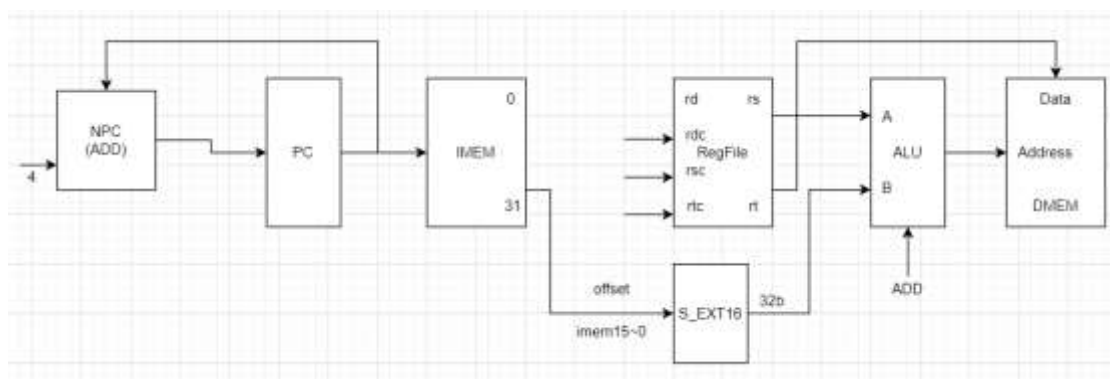 NPC
(ADD)
4
PC
0
IMEM
31
rd rs
rdc
RegFile
rsc
rtc rt
A
ALU
B
ADD
Data
Address
DMEM
offset
imem15~0
S_EXT16
32b